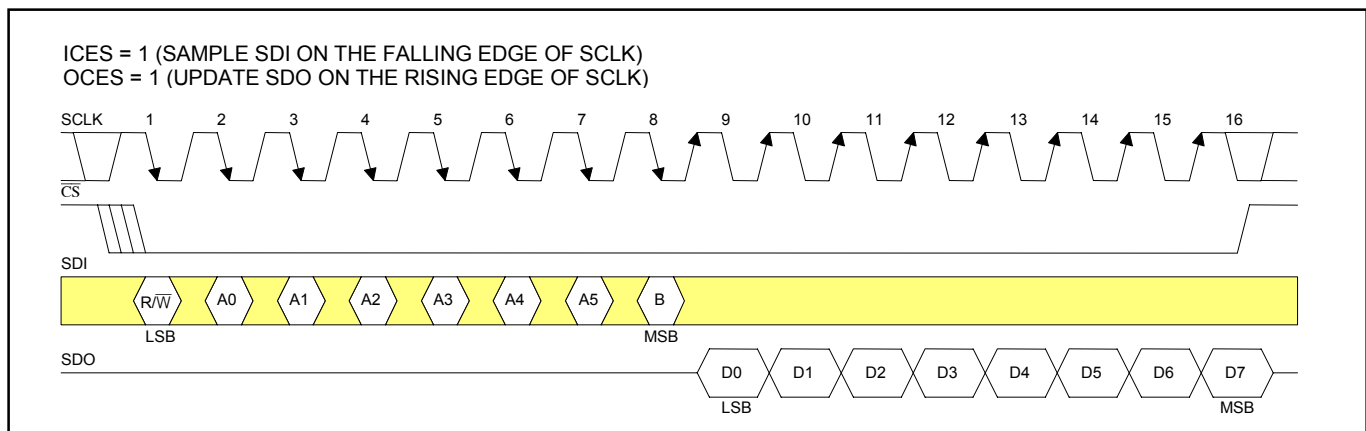 ICES = 1 (SAMPLE SDI ON THE FALLING EDGE OF SCLK)
OCES = 1 (UPDATE SDO ON THE RISING EDGE OF SCLK)
SCLK 1 2 3 4 5 6 7 8 9 10 11 12 13 14 15 16
C̅S̅
SDI
R/W̅ A0 A1 A2 A3 A4 A5 B
LSB MSB
SDO
D0 D1 D2 D3 D4 D5 D6 D7
LSB MSB